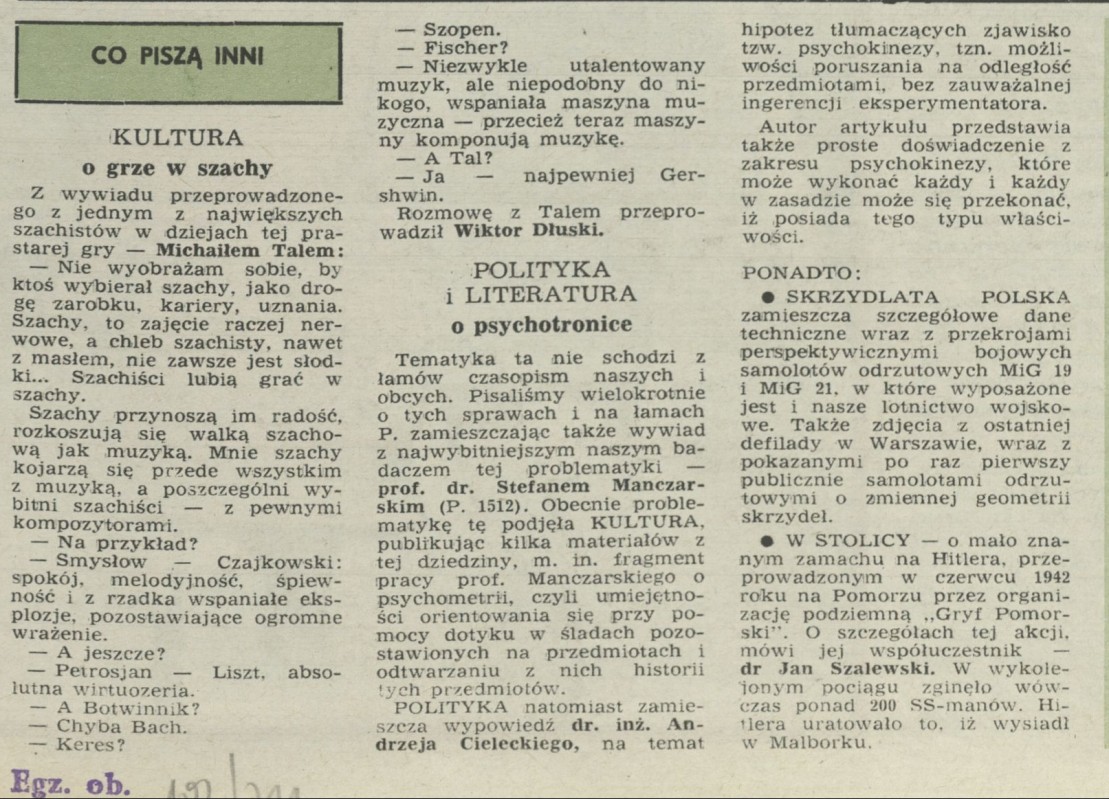 CO PISZĄ INNI
KULTURA
o grze w szachy
Z wywiadu przeprowadzone-
go z jednym z największych
szachistów w dziejach tej pra-
starej gry — Michaiłem Talem:
— Nie wyobrażam sobie, by
ktoś wybierał szachy, jako dro-
gę zarobku, kariery, uznania.
Szachy, to zajęcie raczej ner-
wowe, a chleb szachisty, nawet
z masłem, nie zawsze jest słod-
ki... Szachiści lubią grać w
szachy.
Szachy przynoszą im radość,
rozkoszują się walką szacho-
wą jak muzyką. Mnie szachy
kojarzą się przede wszystkim
z muzyką, a poszczególni wy-
bitni szachiści — z pewnymi
kompozytorami.
— Na przykład?
— Smysłow — Czajkowski:
spokój, melodyjność, śpiew-
ność i z rzadka wspaniałe eks-
plozje, pozostawiające ogromne
wrażenie.
— A jeszcze?
— Petrosjan — Liszt, abso-
lutna wirtuozeria.
— A Botwinnik?
— Chyba Bach.
— Keres?
— Szopen.
— Fischer?
— Niezwykle utalentowany
muzyk, ale niepodobny do ni-
kogo, wspaniała maszyna mu-
zyczna — przecież teraz maszy-
ny komponują muzykę.
— A Tal?
— Ja — najpewniej Ger-
shwin.
Rozmowę z Talem przepro-
wadził Wiktor Dłuski.
POLITYKA
i LITERATURA
o psychotronice
Tematyka ta nie schodzi z
łamów czasopism naszych i
obcych. Pisaliśmy wielokrotnie
o tych sprawach i na łamach
P. zamieszczając także wywiad
z najwybitniejszym naszym ba-
daczem tej problematyki —
prof. dr. Stefanem Manczar-
skim (P. 1512). Obecnie proble-
matykę tę podjęła KULTURA,
publikując kilka materiałów z
tej dziedziny, m. in. fragment
pracy prof. Manczarskiego o
psychometrii, czyli umiejętno-
ści orientowania się przy po-
mocy dotyku w śladach pozo-
stawionych na przedmiotach i
odtwarzaniu z nich historii
tych przedmiotów.
POLITYKA natomiast zamie-
szcza wypowiedź dr. inż. An-
drzeja Cieleckiego, na temat
hipotez tłumaczących zjawisko
tzw. psychokinezy, tzn. możli-
wości poruszania na odległość
przedmiotami, bez zauważalnej
ingerencji eksperymentatora.
Autor artykułu przedstawia
także proste doświadczenie z
zakresu psychokinezy, które
może wykonać każdy i każdy
w zasadzie może się przekonać,
iż posiada tego typu właści-
wości.
PONADTO:
● SKRZYDLATA POLSKA
zamieszcza szczegółowe dane
techniczne wraz z przekrojami
perspektywicznymi bojowych
samolotów odrzutowych MiG 19
i MiG 21, w które wyposażone
jest i nasze lotnictwo wojsko-
we. Także zdjęcia z ostatniej
defilady w Warszawie, wraz z
pokazanymi po raz pierwszy
publicznie samolotami odrzu-
towymi o zmiennej geometrii
skrzydeł.
● W STOLICY — o mało zna-
nym zamachu na Hitlera, prze-
prowadzonym w czerwcu 1942
roku na Pomorzu przez organi-
zację podziemną „Gryf Pomor-
ski”. O szczegółach tej akcji,
mówi jej współuczestnik —
dr Jan Szalewski. W wykole-
jonym pociągu zginęło wów-
czas ponad 200 SS-manów. Hi-
tlera uratowało to, iż wysiadł
w Malborku.
Egz. ob.